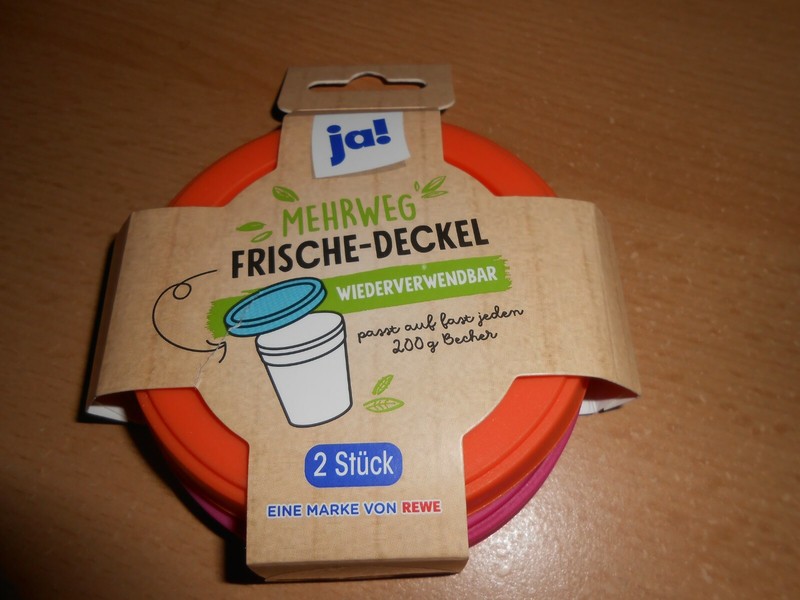 ja!
MEHRWEG
FRISCHE-DECKEL
WIEDERVERWENDBAR
passt auf fast jeden
200 g Becher
2 Stück
EINE MARKE VON REWE